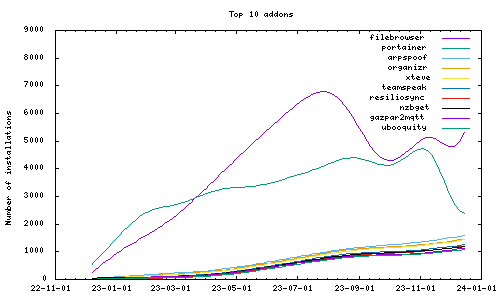 Top 10 addons
9000
8000
7000
6000
5000
4000
3000
2000
1000
0
Number of installations
filebrowser
portainer
arpspoof
organizr
xteve
teamspeak
resiliosync
nzbget
gazpar2mqtt
ubooquity
22-11-01
23-01-01
23-03-01
23-05-01
23-07-01
23-09-01
23-11-01
24-01-01